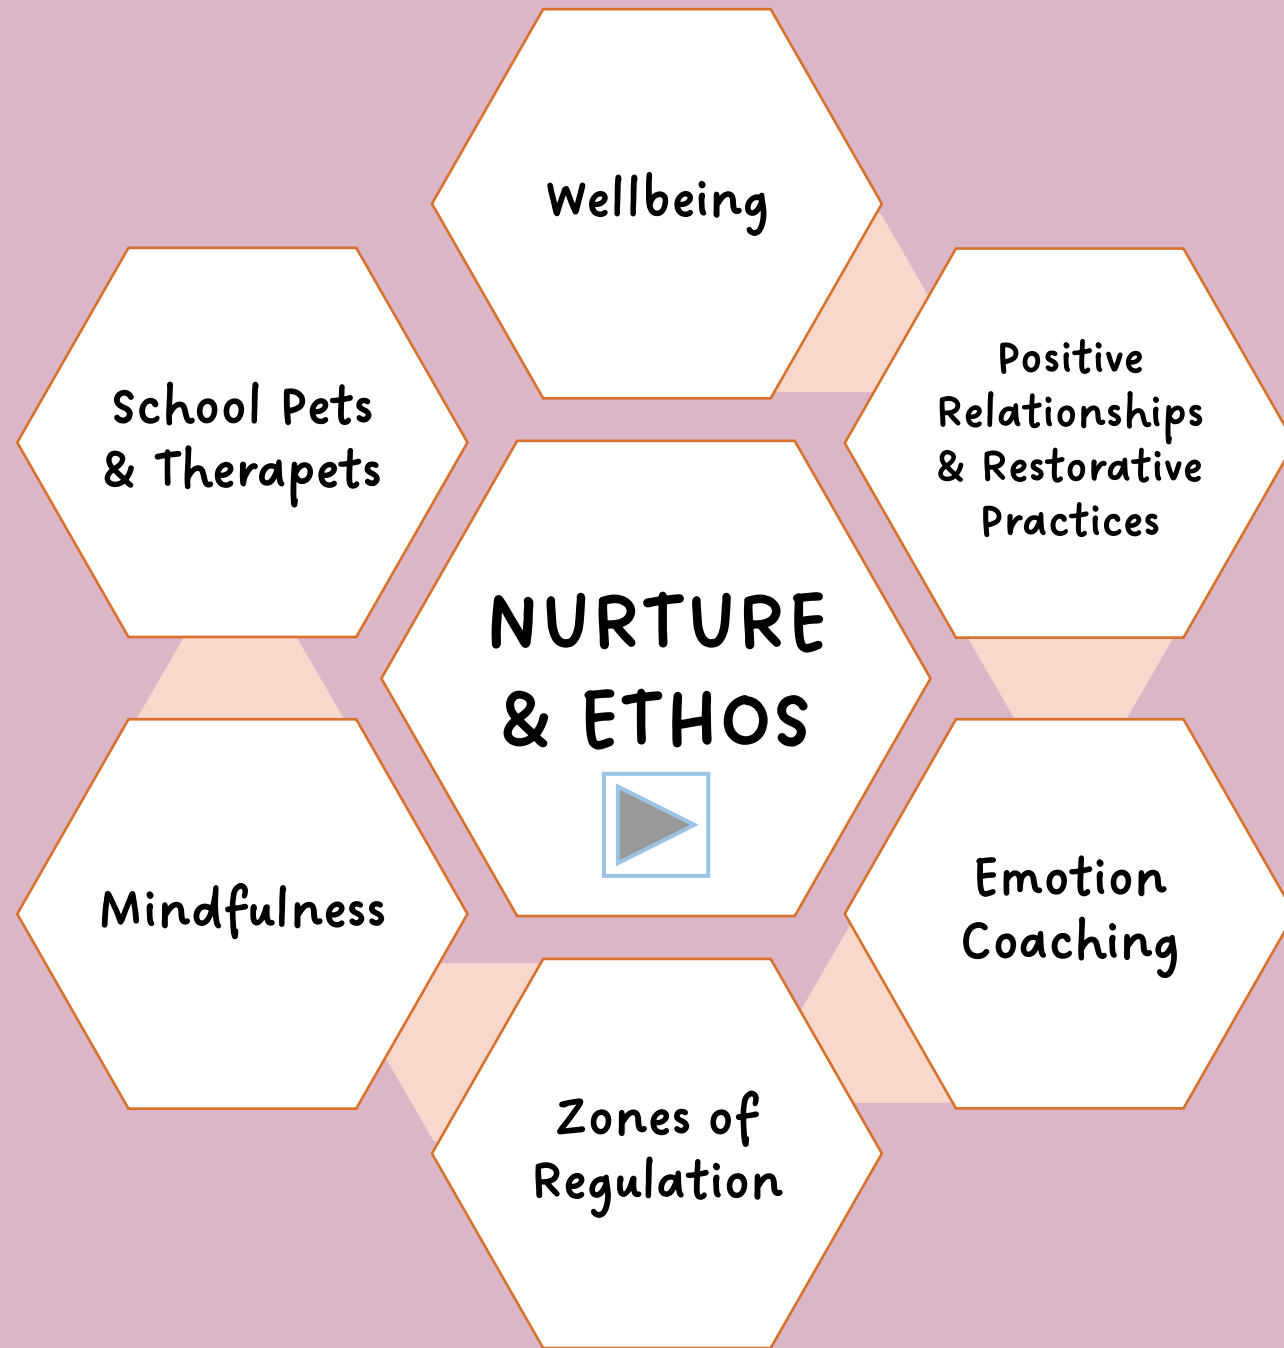 Wellbeing
School Pets
& Therapets
Positive
Relationships
& Restorative
Practices
NURTURE
& ETHOS
Mindfulness
Emotion
Coaching
Zones of
Regulation